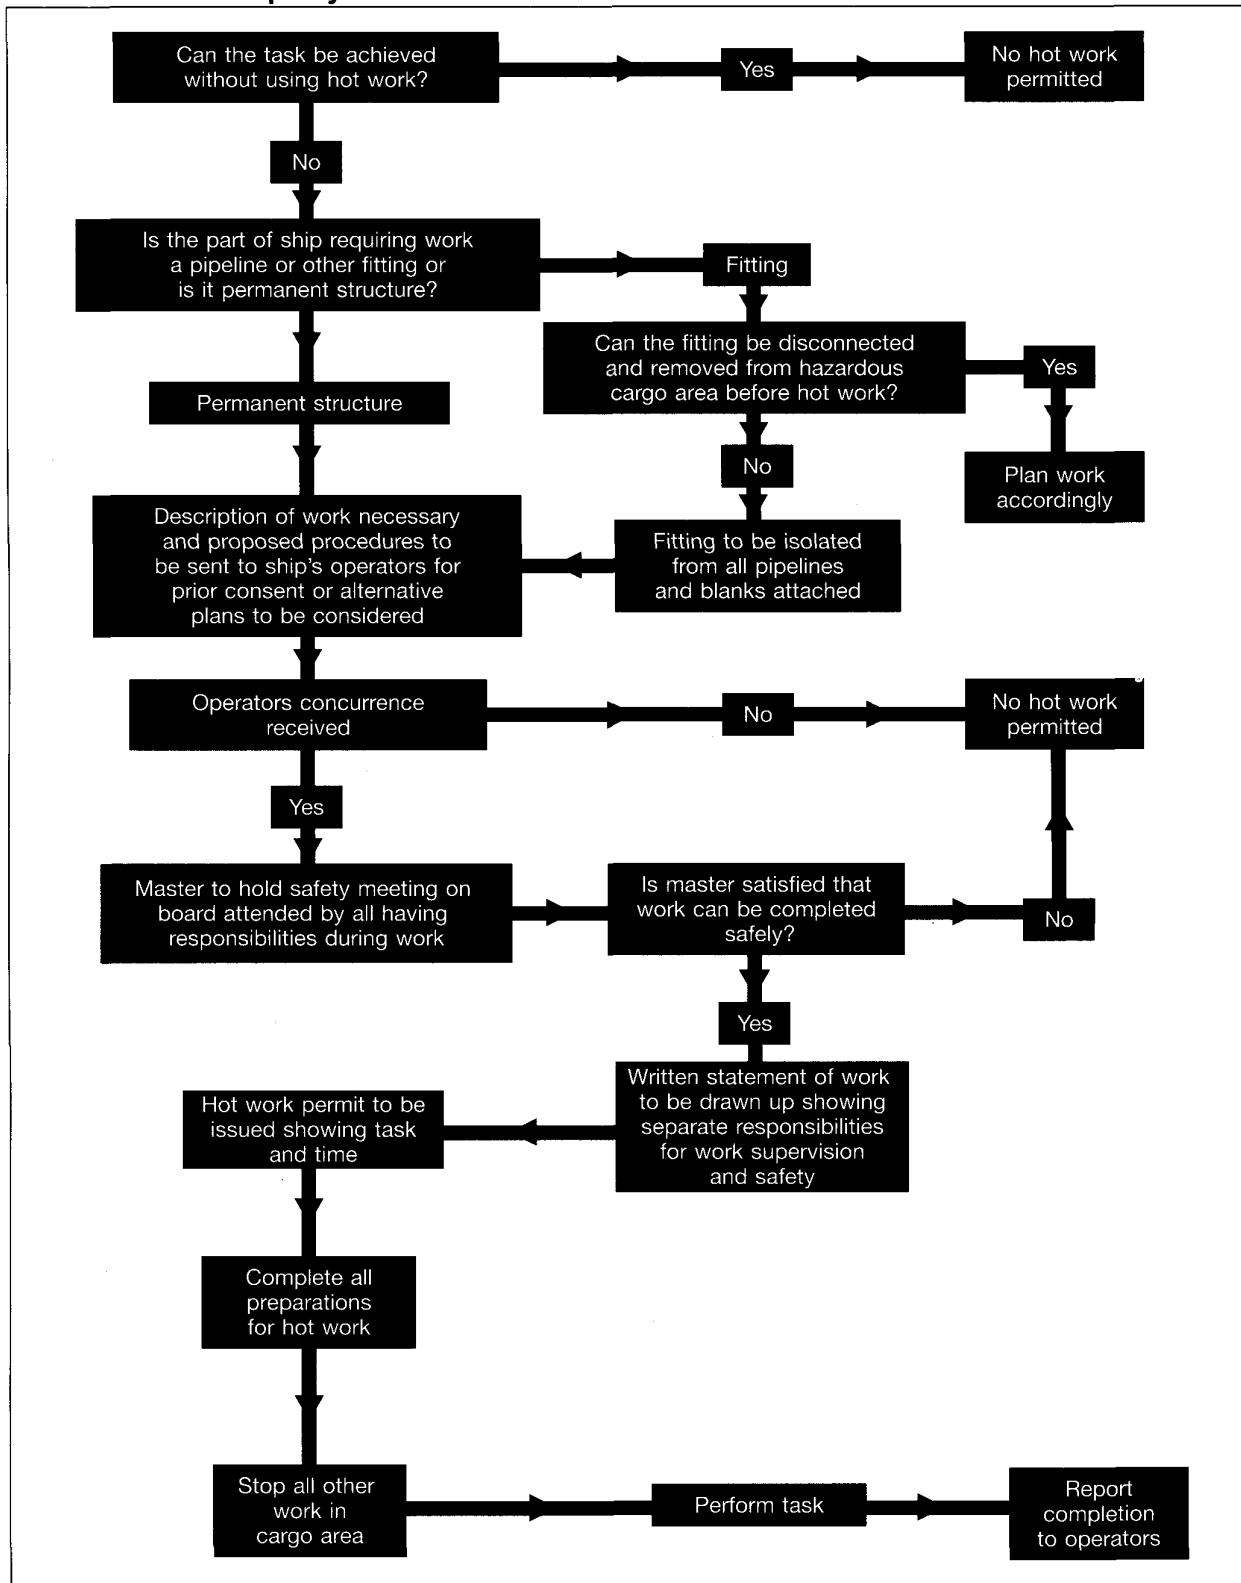 Can the task be achieved
without using hot work?
Yes
No hot work
permitted
No
Is the part of ship requiring work
a pipeline or other fitting or
is it permanent structure?
Fitting
Can the fitting be disconnected
and removed from hazardous
cargo area before hot work?
Yes
Permanent structure
No
Plan work
accordingly
Description of work necessary
and proposed procedures to
be sent to ship's operators for
prior consent or alternative
plans to be considered
Fitting to be isolated
from all pipelines
and blanks attached
Operators concurrence
received
No
No hot work
permitted
Yes
Master to hold safety meeting on
board attended by all having
responsibilities during work
Is master satisfied that
work can be completed
safely?
No
Yes
Written statement of work
to be drawn up showing
separate responsibilities
for work supervision
and safety
Hot work permit to be
issued showing task
and time
Complete all
preparations
for hot work
Stop all other
work in
cargo area
Perform task
Report
completion
to operators